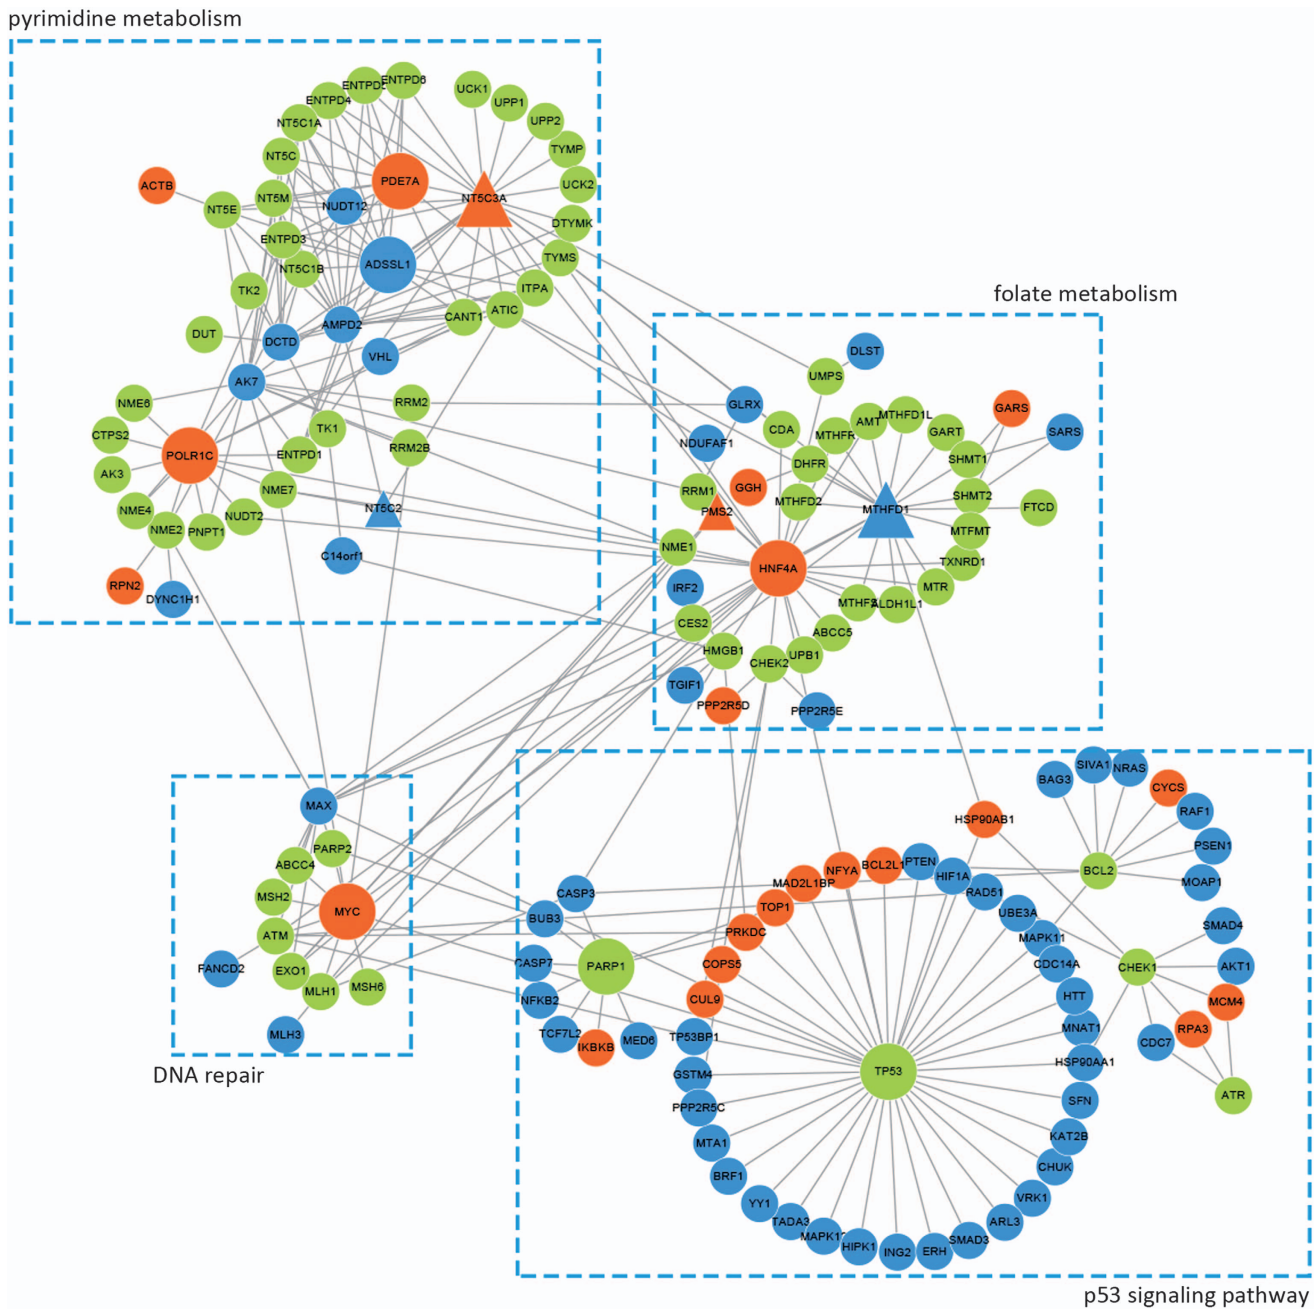 pyrimidine metabolism
ENTPD5
ENTPD6
UCK1
ENTPD4
UPP1
NT5C1A
UPP2
TYMP
NT5C
PDE7A
ACTB
NT5M
NT5C3A
UCK2
NT5E
NUDT12
DTYMK
ENTPD3
TYMS
NT5C1B
ADSSL1
TK2
ITPA
CANT1
ATIC
DUT
DCTD
AMPD2
VHL
AK7
NME6
RRM2
CTPS2
TK1
POLR1C
ENTPD1
RRM2B
AK3
NME7
NME4
NT5C2
NME2
PNPT1
NUDT2
C14orf1
RPN2
DYNC1H1
folate metabolism
DLST
UMPS
GLRX
GARS
AMT
MTHFD1L
NDUFAF1
CDA
MTHFR
GART
SARS
DHFR
SHMT1
RRM1
GGH
MTHFD2
SHMT2
PMS2
MTHFD1
FTCD
MTFMT
NME1
HNF4A
TXNRD1
IRF2
MTR
CES2
MTHFS
ALDH1L1
HMGB1
ABCC5
CHEK2
UPB1
TGIF1
PPP2R5D
PPP2R5E
MAX
PARP2
ABCC4
MSH2
MYC
ATM
FANCD2
EXO1
MLH1
MSH6
MLH3
DNA repair
SIVA1
NRAS
BAG3
CYCS
HSP90AB1
RAF1
PSEN1
BCL2
MOAP1
CASP3
MAD2L1BP
NFYA
BCL2L1
PTEN
HIF1A
RAD51
BUB3
TOP1
UBE3A
SMAD4
PRKDC
MAPK11
CASP7
PARP1
COPS5
CDC14A
CHEK1
AKT1
NFKB2
CUL9
HTT
MCM4
TCF7L2
IKBKB
MED6
TP53BP1
MNAT1
CDC7
RPA3
GSTM4
TP53
HSP90AA1
ATR
PPP2R5C
SFN
MTA1
KAT2B
BRF1
CHUK
YY1
VRK1
TADA3
ARL3
MAPK1
HIPK1
ING2
ERH
SMAD3
p53 signaling pathway